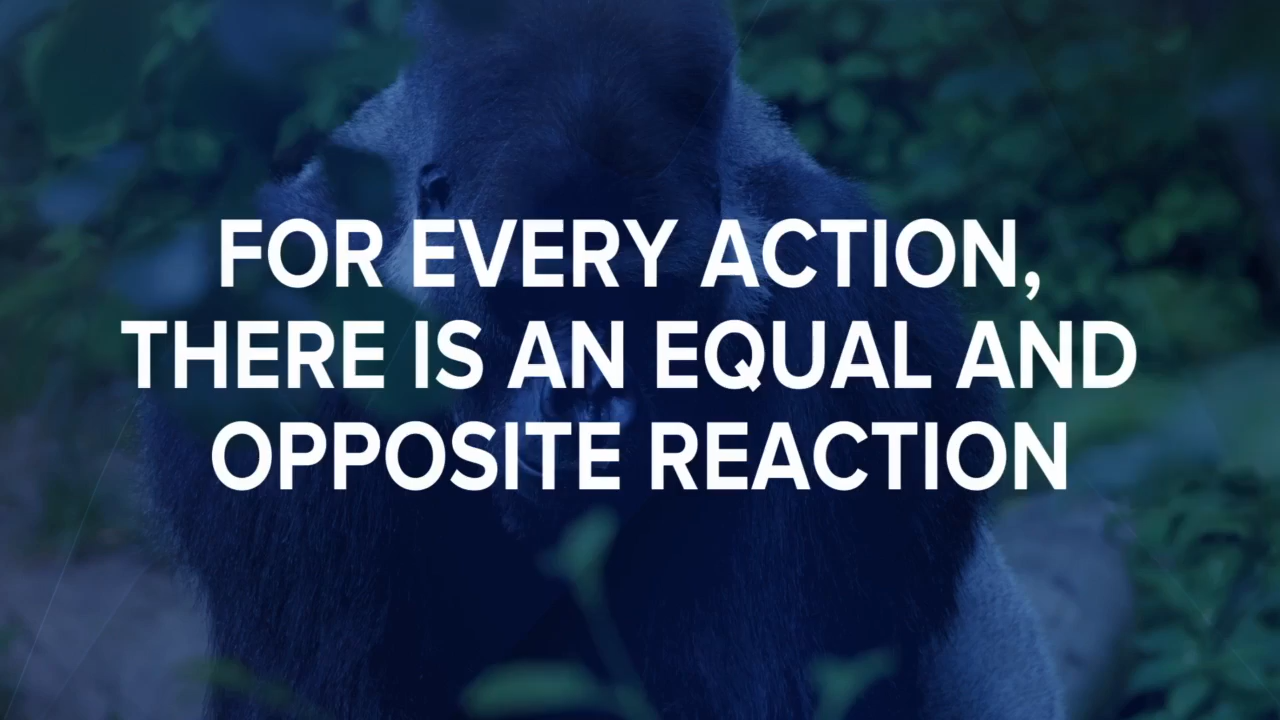 FOR EVERY ACTION,
THERE IS AN EQUAL AND
OPPOSITE REACTION